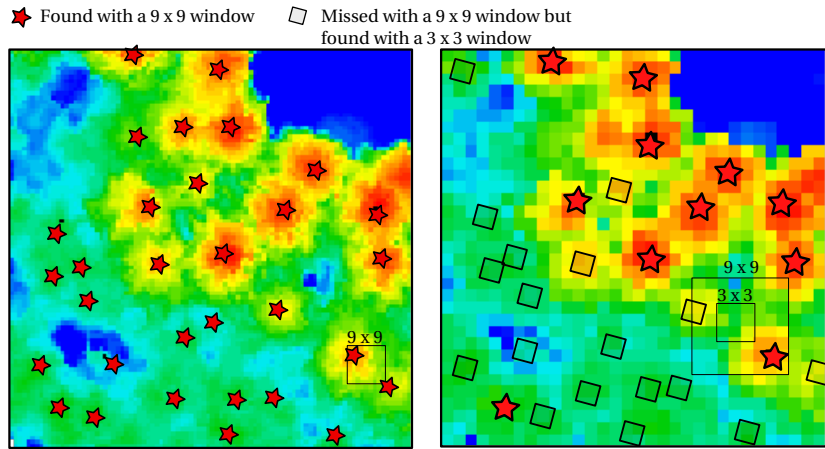 Found with a 9 x 9 window
Missed with a 9 x 9 window but
found with a 3 x 3 window
9 x 9
9 x 9
3 x 3